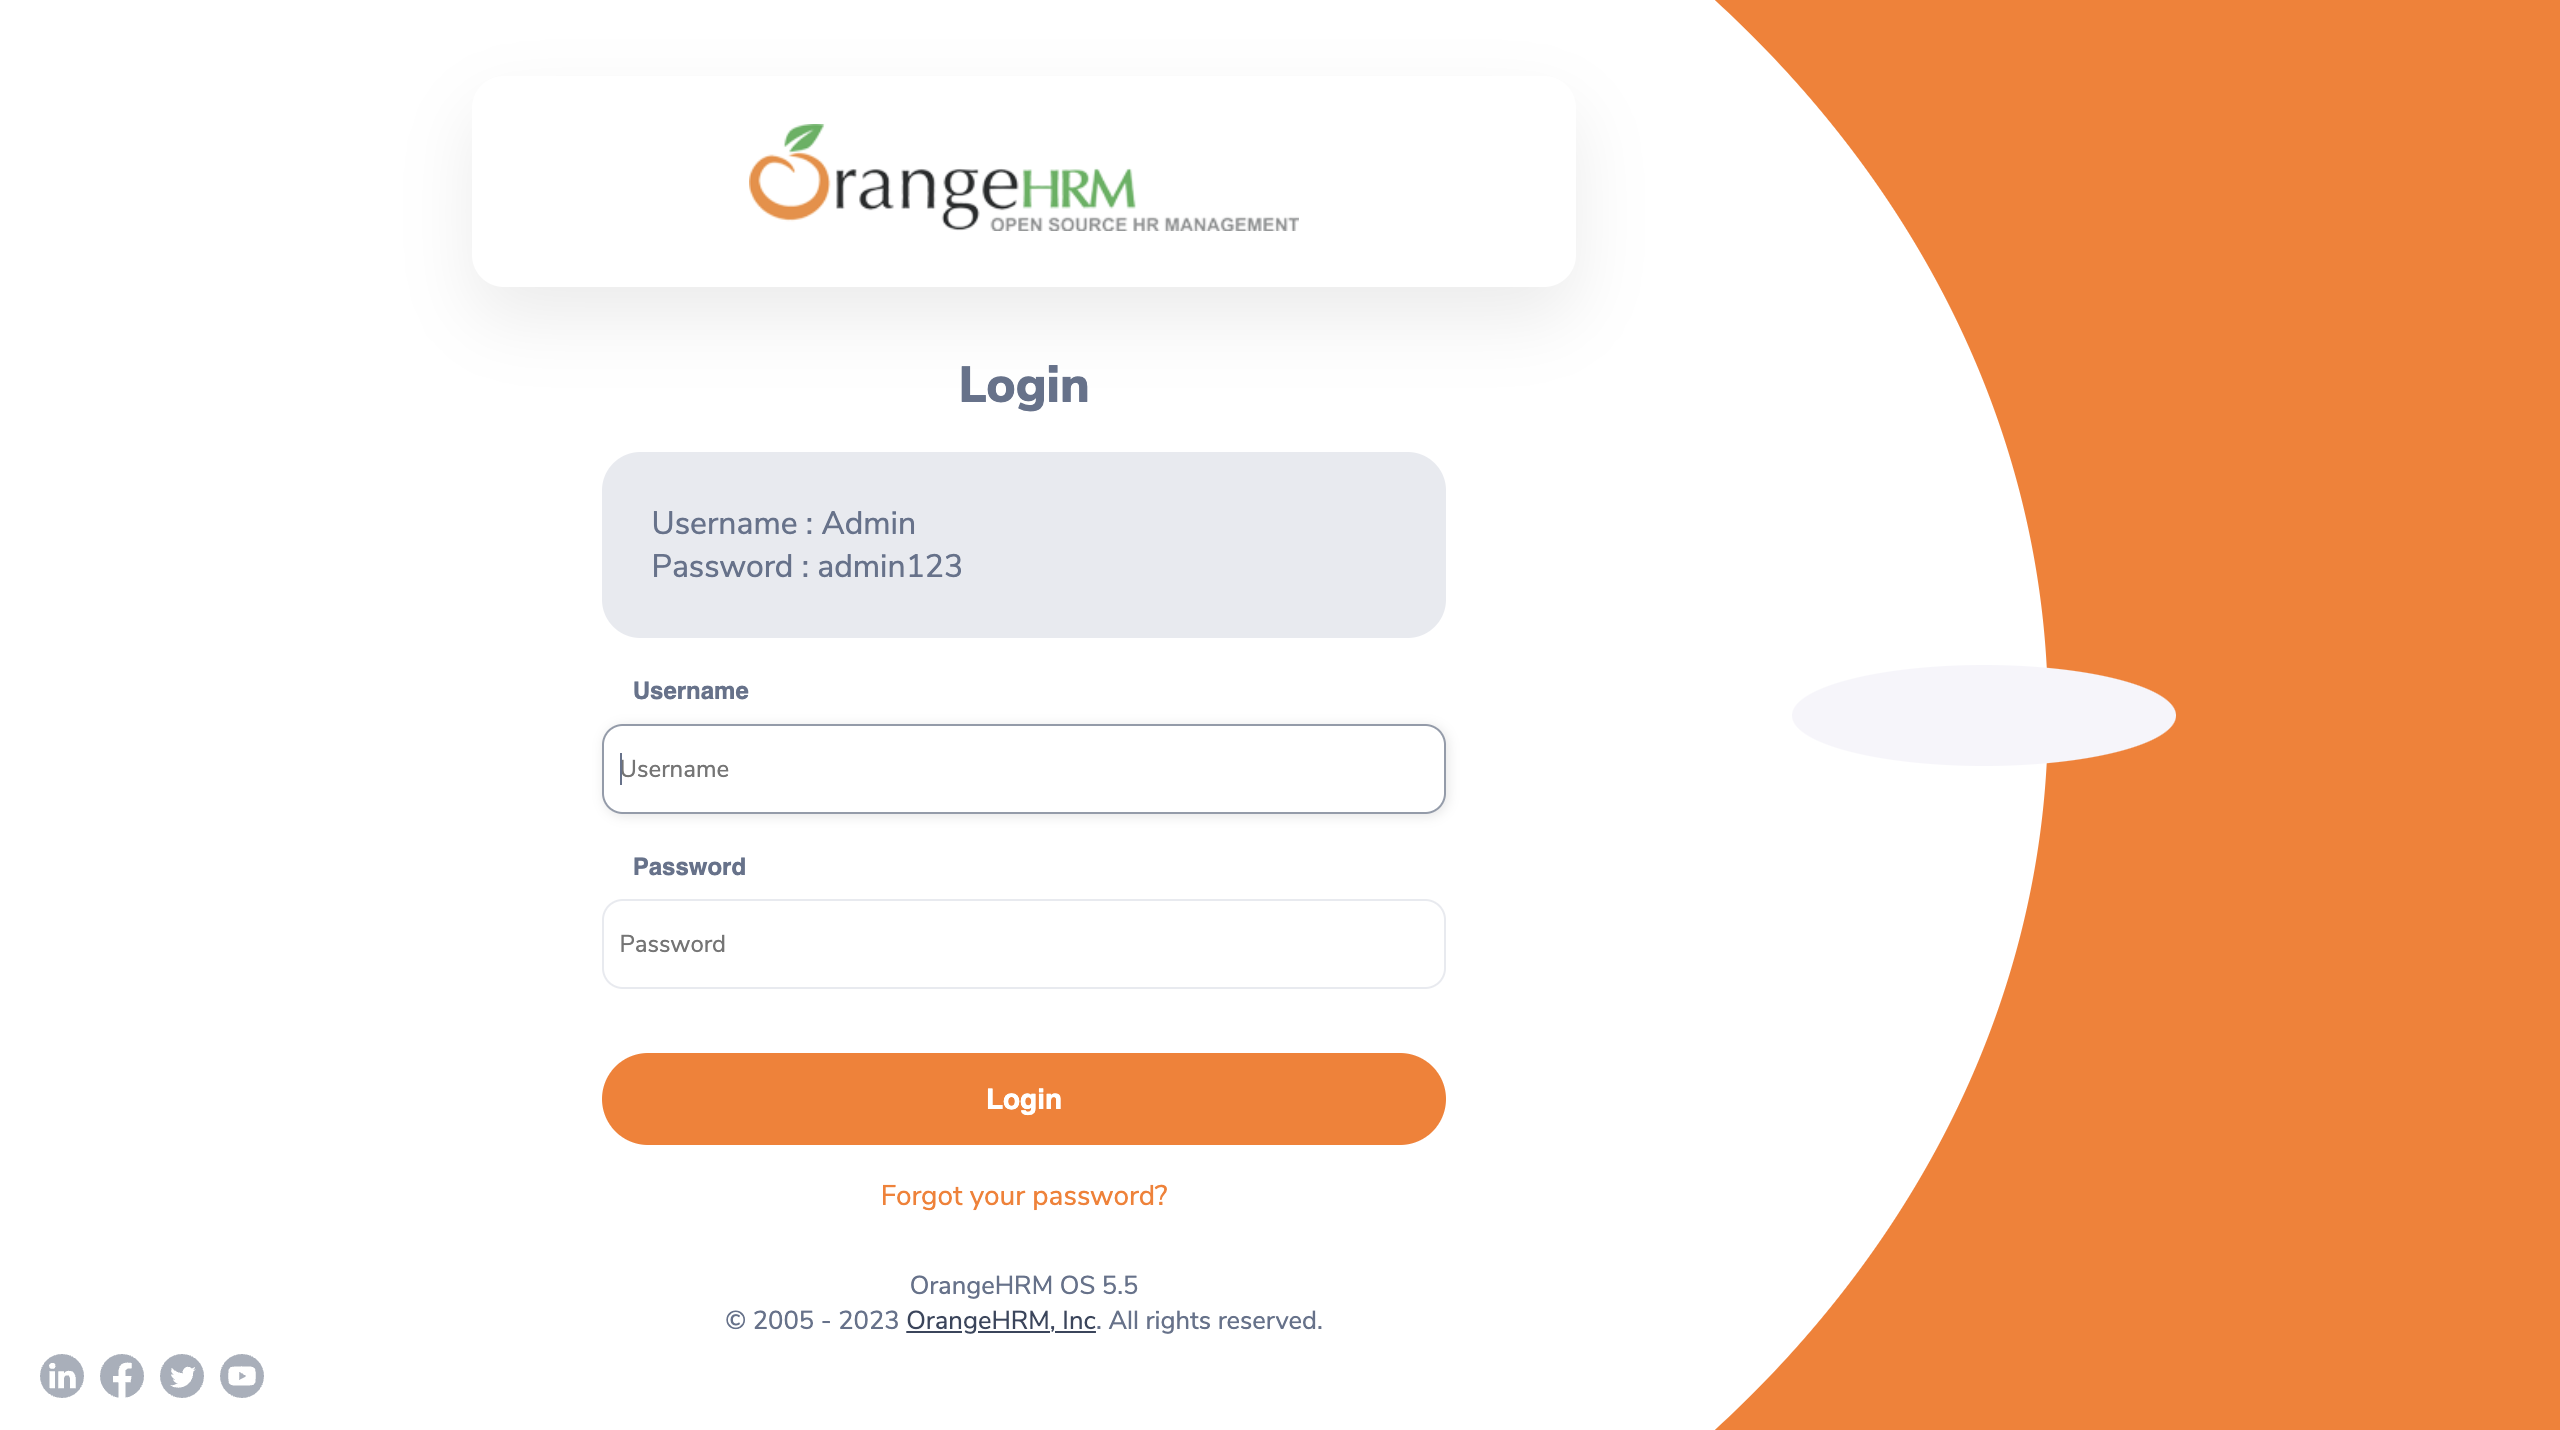 OrangeHRM
OPEN SOURCE HR MANAGEMENT
Login
Username : Admin
Password : admin123
Username
Username
Password
Password
Login
Forgot your password?
OrangeHRM OS 5.5
© 2005 - 2023 OrangeHRM, Inc. All rights reserved.
in